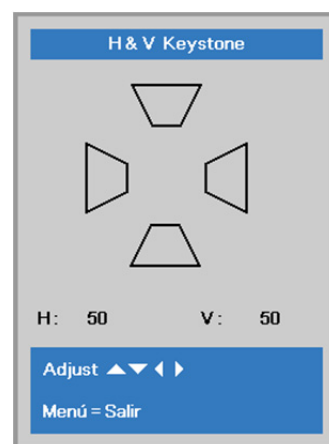 H & V Keystone
H: 50 V: 50
Adjust ▲▼◀▶
Menú = Salir